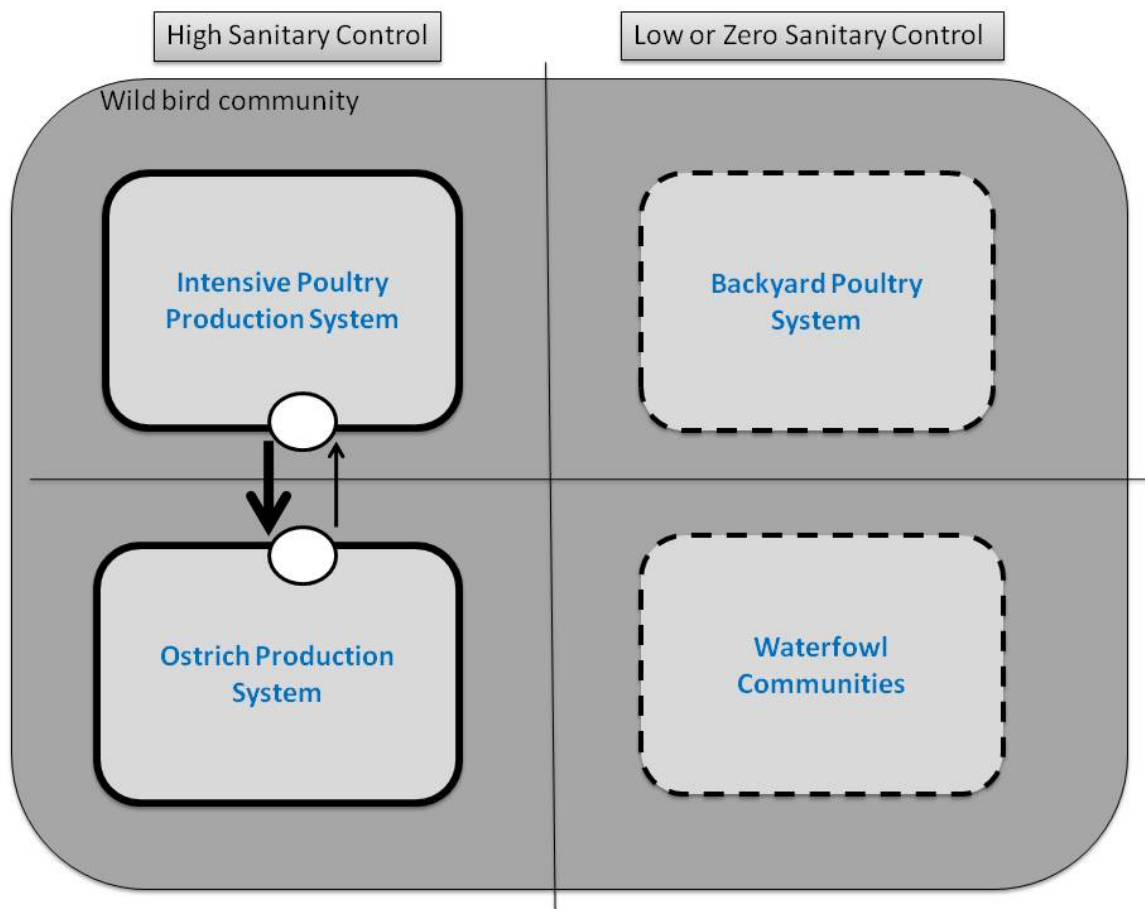 High Sanitary Control
Low or Zero Sanitary Control
Wild bird community
Intensive Poultry
Production System
Backyard Poultry
System
Ostrich Production
System
Waterfowl
Communities